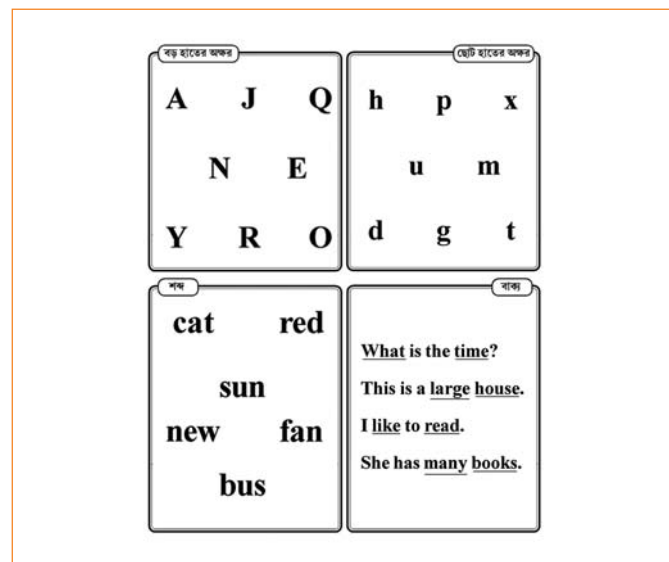 বড় হাতের অক্ষর
A J Q
N E
Y R O
ছোট হাতের অক্ষর
h p x
u m
d g t
শব্দ
cat red
sun
new fan
bus
বাক্য
What is the time?
This is a large house.
I like to read.
She has many books.